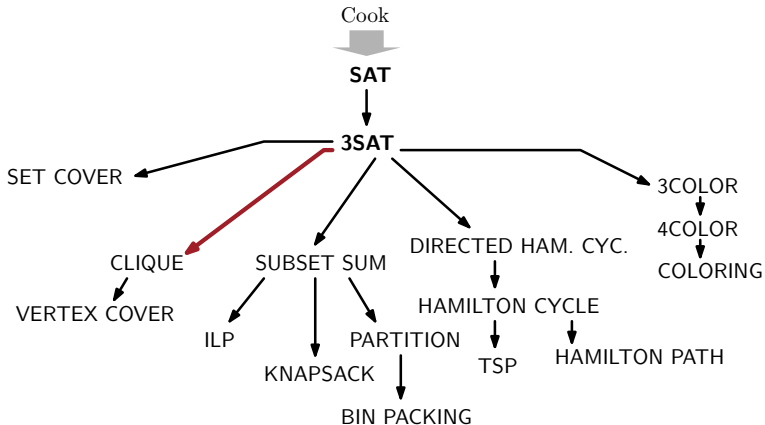 Cook
SAT
3SAT
SET COVER
3COLOR
4COLOR
DIRECTED HAM. CYC.
CLIQUE
SUBSET SUM
COLORING
HAMILTON CYCLE
VERTEX COVER
ILP
PARTITION
HAMILTON PATH
TSP
KNAPSACK
BIN PACKING